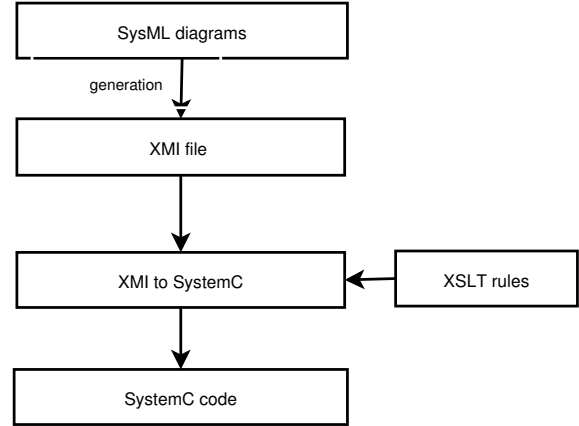 SysML diagrams
generation
XMI file
XMI to SystemC
XSLT rules
SystemC code